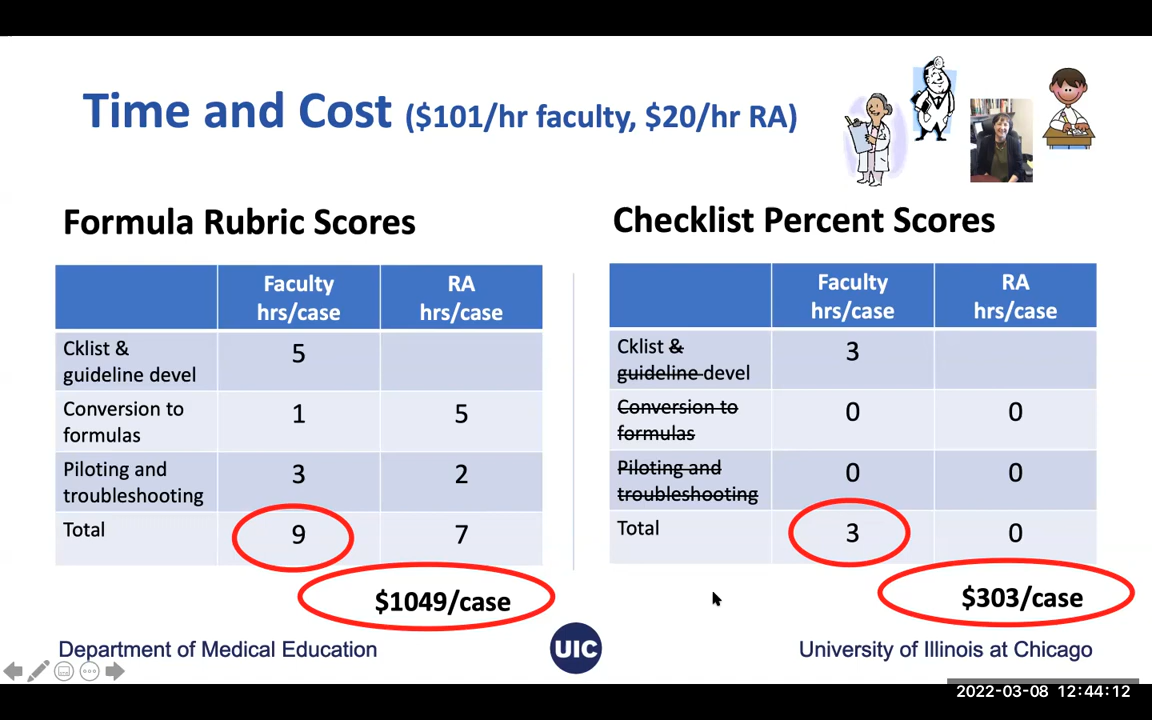 Time and Cost ($101/hr faculty, $20/hr RA)
Formula Rubric Scores
Faculty
hrs/case
RA
hrs/case
Cklist &
guideline devel
5
Conversion to
formulas
1
5
Piloting and
troubleshooting
3
2
Total
9
7
$1049/case
Checklist Percent Scores
Faculty
hrs/case
RA
hrs/case
Cklist &
guideline devel
3
Conversion to
formulas
0
0
Piloting and
troubleshooting
0
0
Total
3
0
$303/case
Department of Medical Education
UIC
University of Illinois at Chicago
2022-03-08 12:44:12